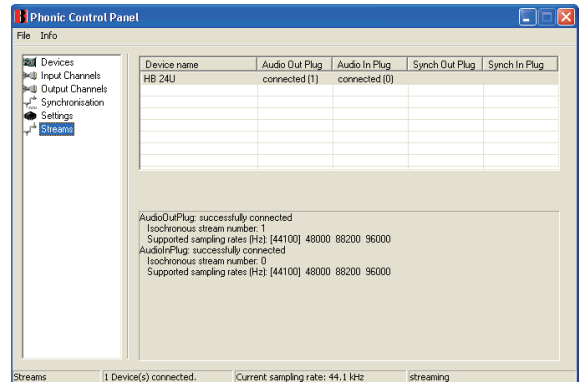 Phonic Control Panel
File Info
Devices
Input Channels
Output Channels
Synchronisation
Settings
Streams
Device name Audio Out Plug Audio In Plug Synch Out Plug Synch In Plug
HB 24U connected (1) connected (0)
AudioOutPlug: successfully connected
Isochronous stream number: 1
Supported sampling rates (Hz): [44100] 48000 88200 96000
AudioInPlug: successfully connected
Isochronous stream number: 0
Supported sampling rates (Hz): [44100] 48000 88200 96000
Streams 1 Device(s) connected. Current sampling rate: 44.1 kHz streaming